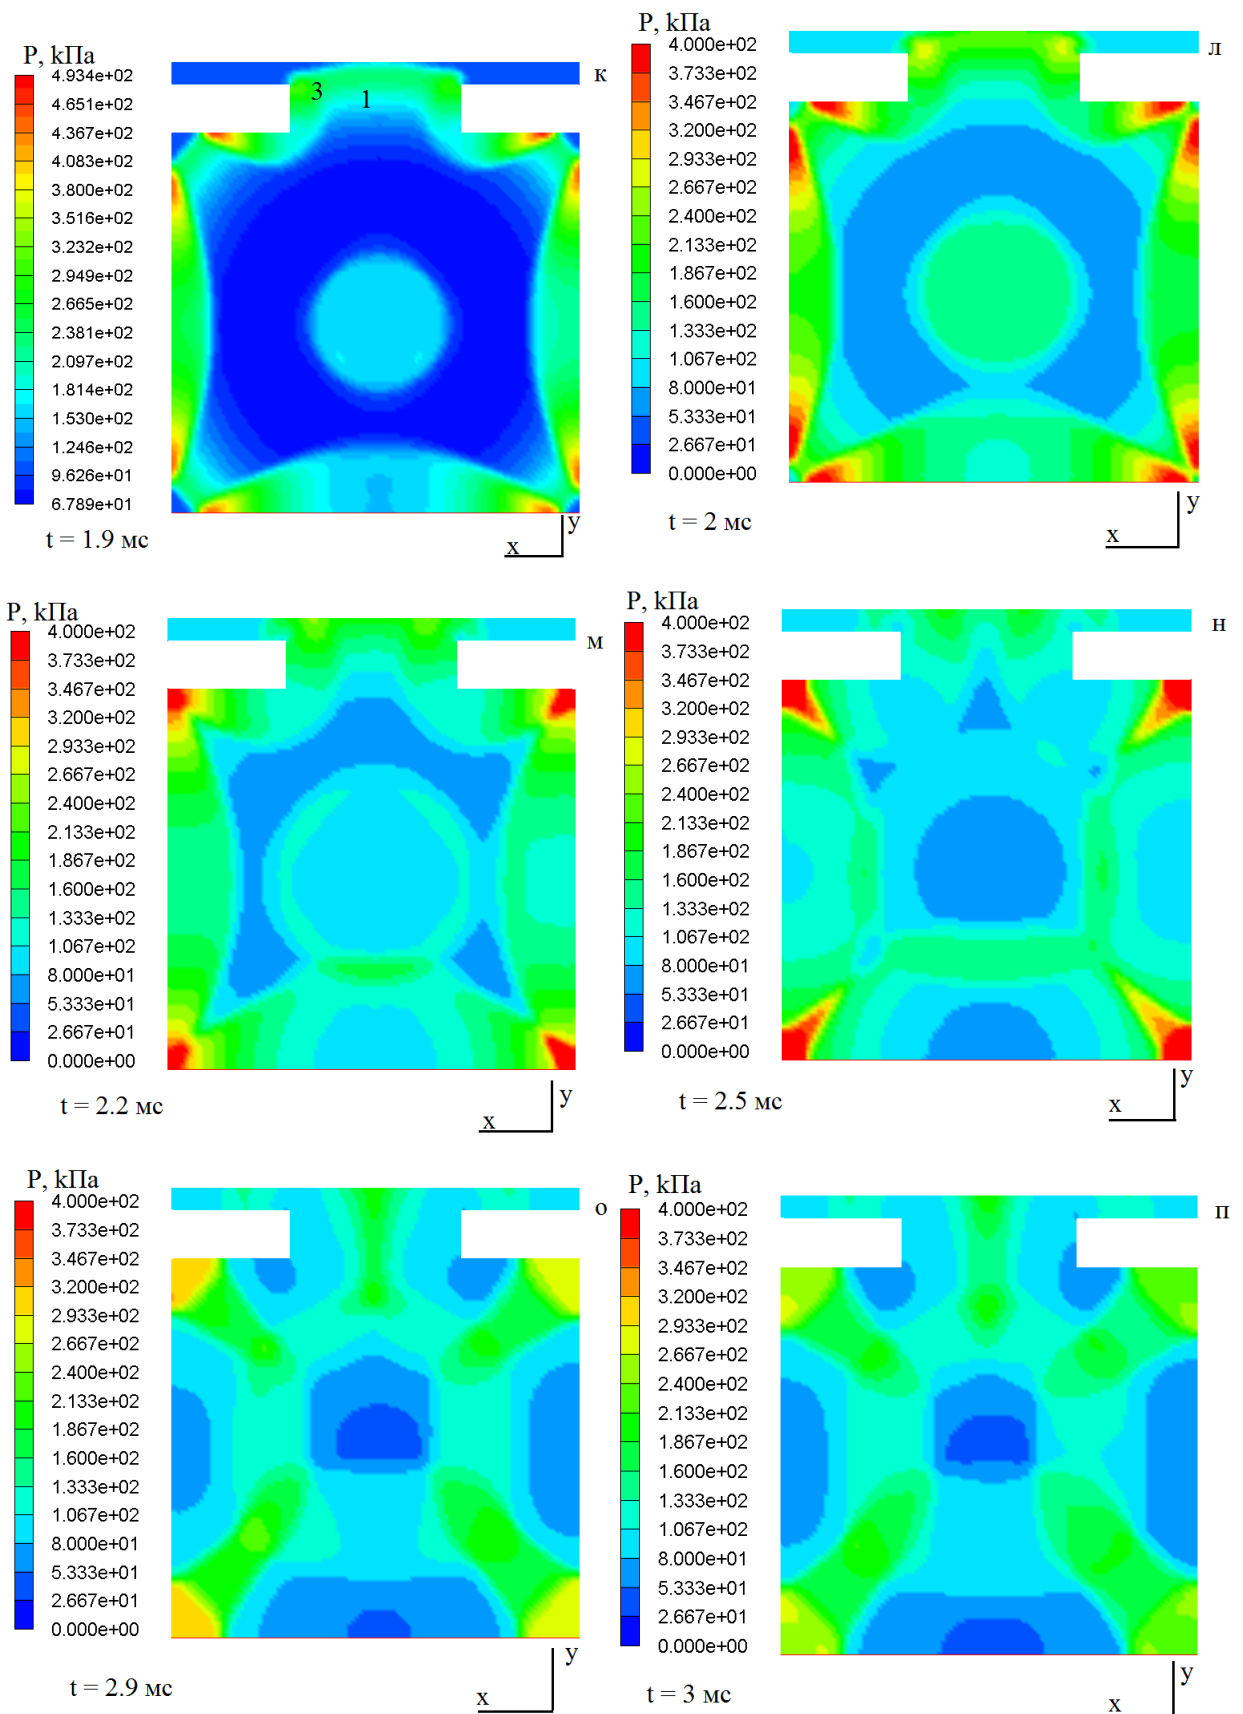 P, кПа
4.934e+02
4.651e+02
4.367e+02
4.083e+02
3.800e+02
3.516e+02
3.232e+02
2.949e+02
2.665e+02
2.381e+02
2.097e+02
1.814e+02
1.530e+02
1.246e+02
9.626e+01
6.789e+01
3
1
к
t = 1.9 мс
x
y
P, кПа
4.000e+02
3.733e+02
3.467e+02
3.200e+02
2.933e+02
2.667e+02
2.400e+02
2.133e+02
1.867e+02
1.600e+02
1.333e+02
1.067e+02
8.000e+01
5.333e+01
2.667e+01
0.000e+00
л
t = 2 мс
x
y
P, кПа
4.000e+02
3.733e+02
3.467e+02
3.200e+02
2.933e+02
2.667e+02
2.400e+02
2.133e+02
1.867e+02
1.600e+02
1.333e+02
1.067e+02
8.000e+01
5.333e+01
2.667e+01
0.000e+00
м
t = 2.2 мс
x
y
P, кПа
4.000e+02
3.733e+02
3.467e+02
3.200e+02
2.933e+02
2.667e+02
2.400e+02
2.133e+02
1.867e+02
1.600e+02
1.333e+02
1.067e+02
8.000e+01
5.333e+01
2.667e+01
0.000e+00
н
t = 2.5 мс
x
y
P, кПа
4.000e+02
3.733e+02
3.467e+02
3.200e+02
2.933e+02
2.667e+02
2.400e+02
2.133e+02
1.867e+02
1.600e+02
1.333e+02
1.067e+02
8.000e+01
5.333e+01
2.667e+01
0.000e+00
о
t = 2.9 мс
x
y
P, кПа
4.000e+02
3.733e+02
3.467e+02
3.200e+02
2.933e+02
2.667e+02
2.400e+02
2.133e+02
1.867e+02
1.600e+02
1.333e+02
1.067e+02
8.000e+01
5.333e+01
2.667e+01
0.000e+00
п
t = 3 мс
x
y